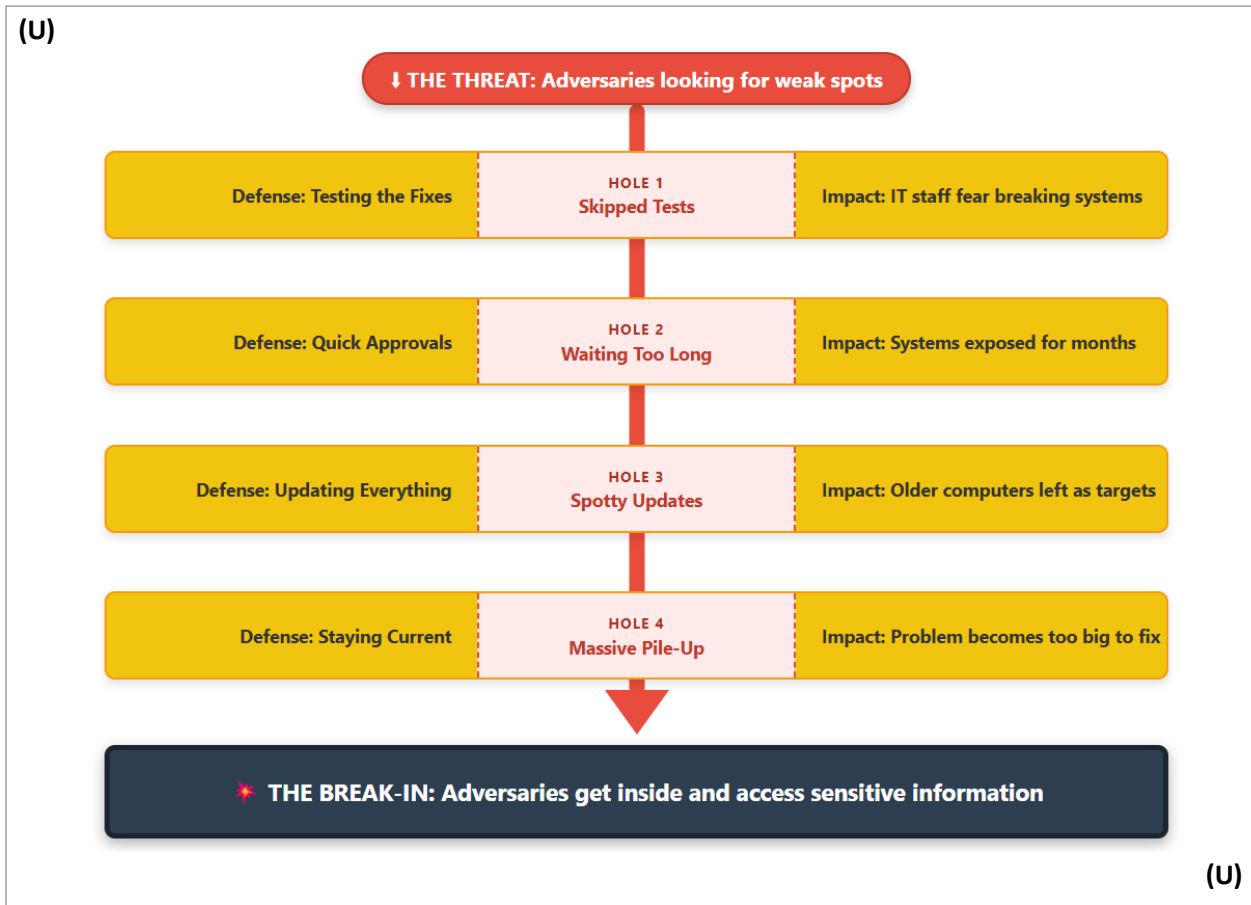 (U)
⬇ THE THREAT: Adversaries looking for weak spots
Defense: Testing the Fixes
HOLE 1
Skipped Tests
Impact: IT staff fear breaking systems
Defense: Quick Approvals
HOLE 2
Waiting Too Long
Impact: Systems exposed for months
Defense: Updating Everything
HOLE 3
Spotty Updates
Impact: Older computers left as targets
Defense: Staying Current
HOLE 4
Massive Pile-Up
Impact: Problem becomes too big to fix
💥 THE BREAK-IN: Adversaries get inside and access sensitive information
(U)